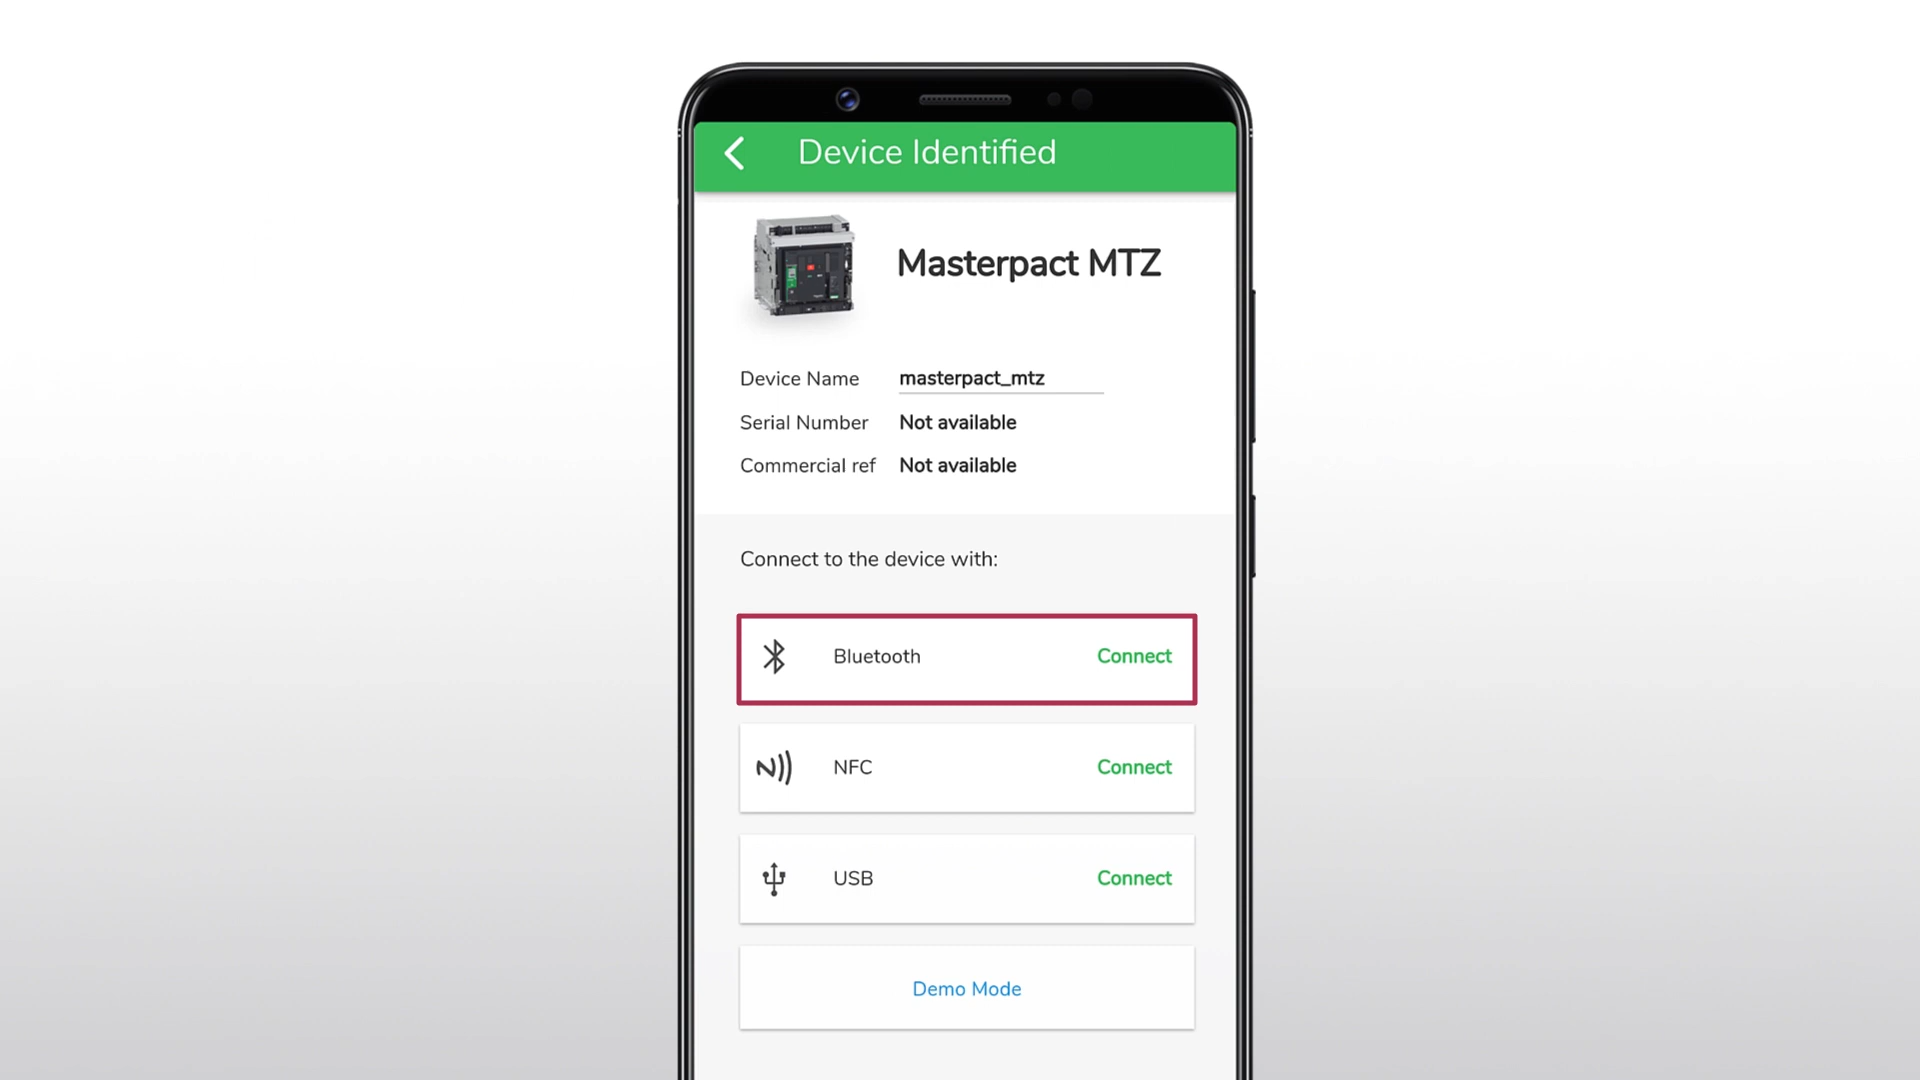 Device Identified
Masterpact MTZ
Device Name masterpact_mtz
Serial Number Not available
Commercial ref Not available
Connect to the device with:
Bluetooth Connect
NFC Connect
USB Connect
Demo Mode